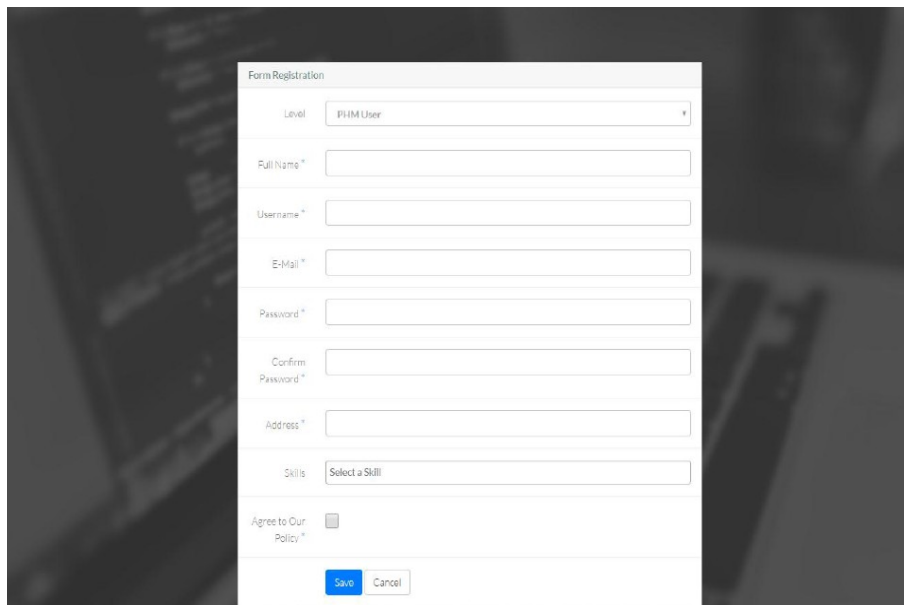 Form Registration
Level
PHM User
Full Name *
Username *
E-Mail *
Password *
Confirm
Password *
Address *
Skills
Select a Skill
Agree to Our
Policy *
Save
Cancel